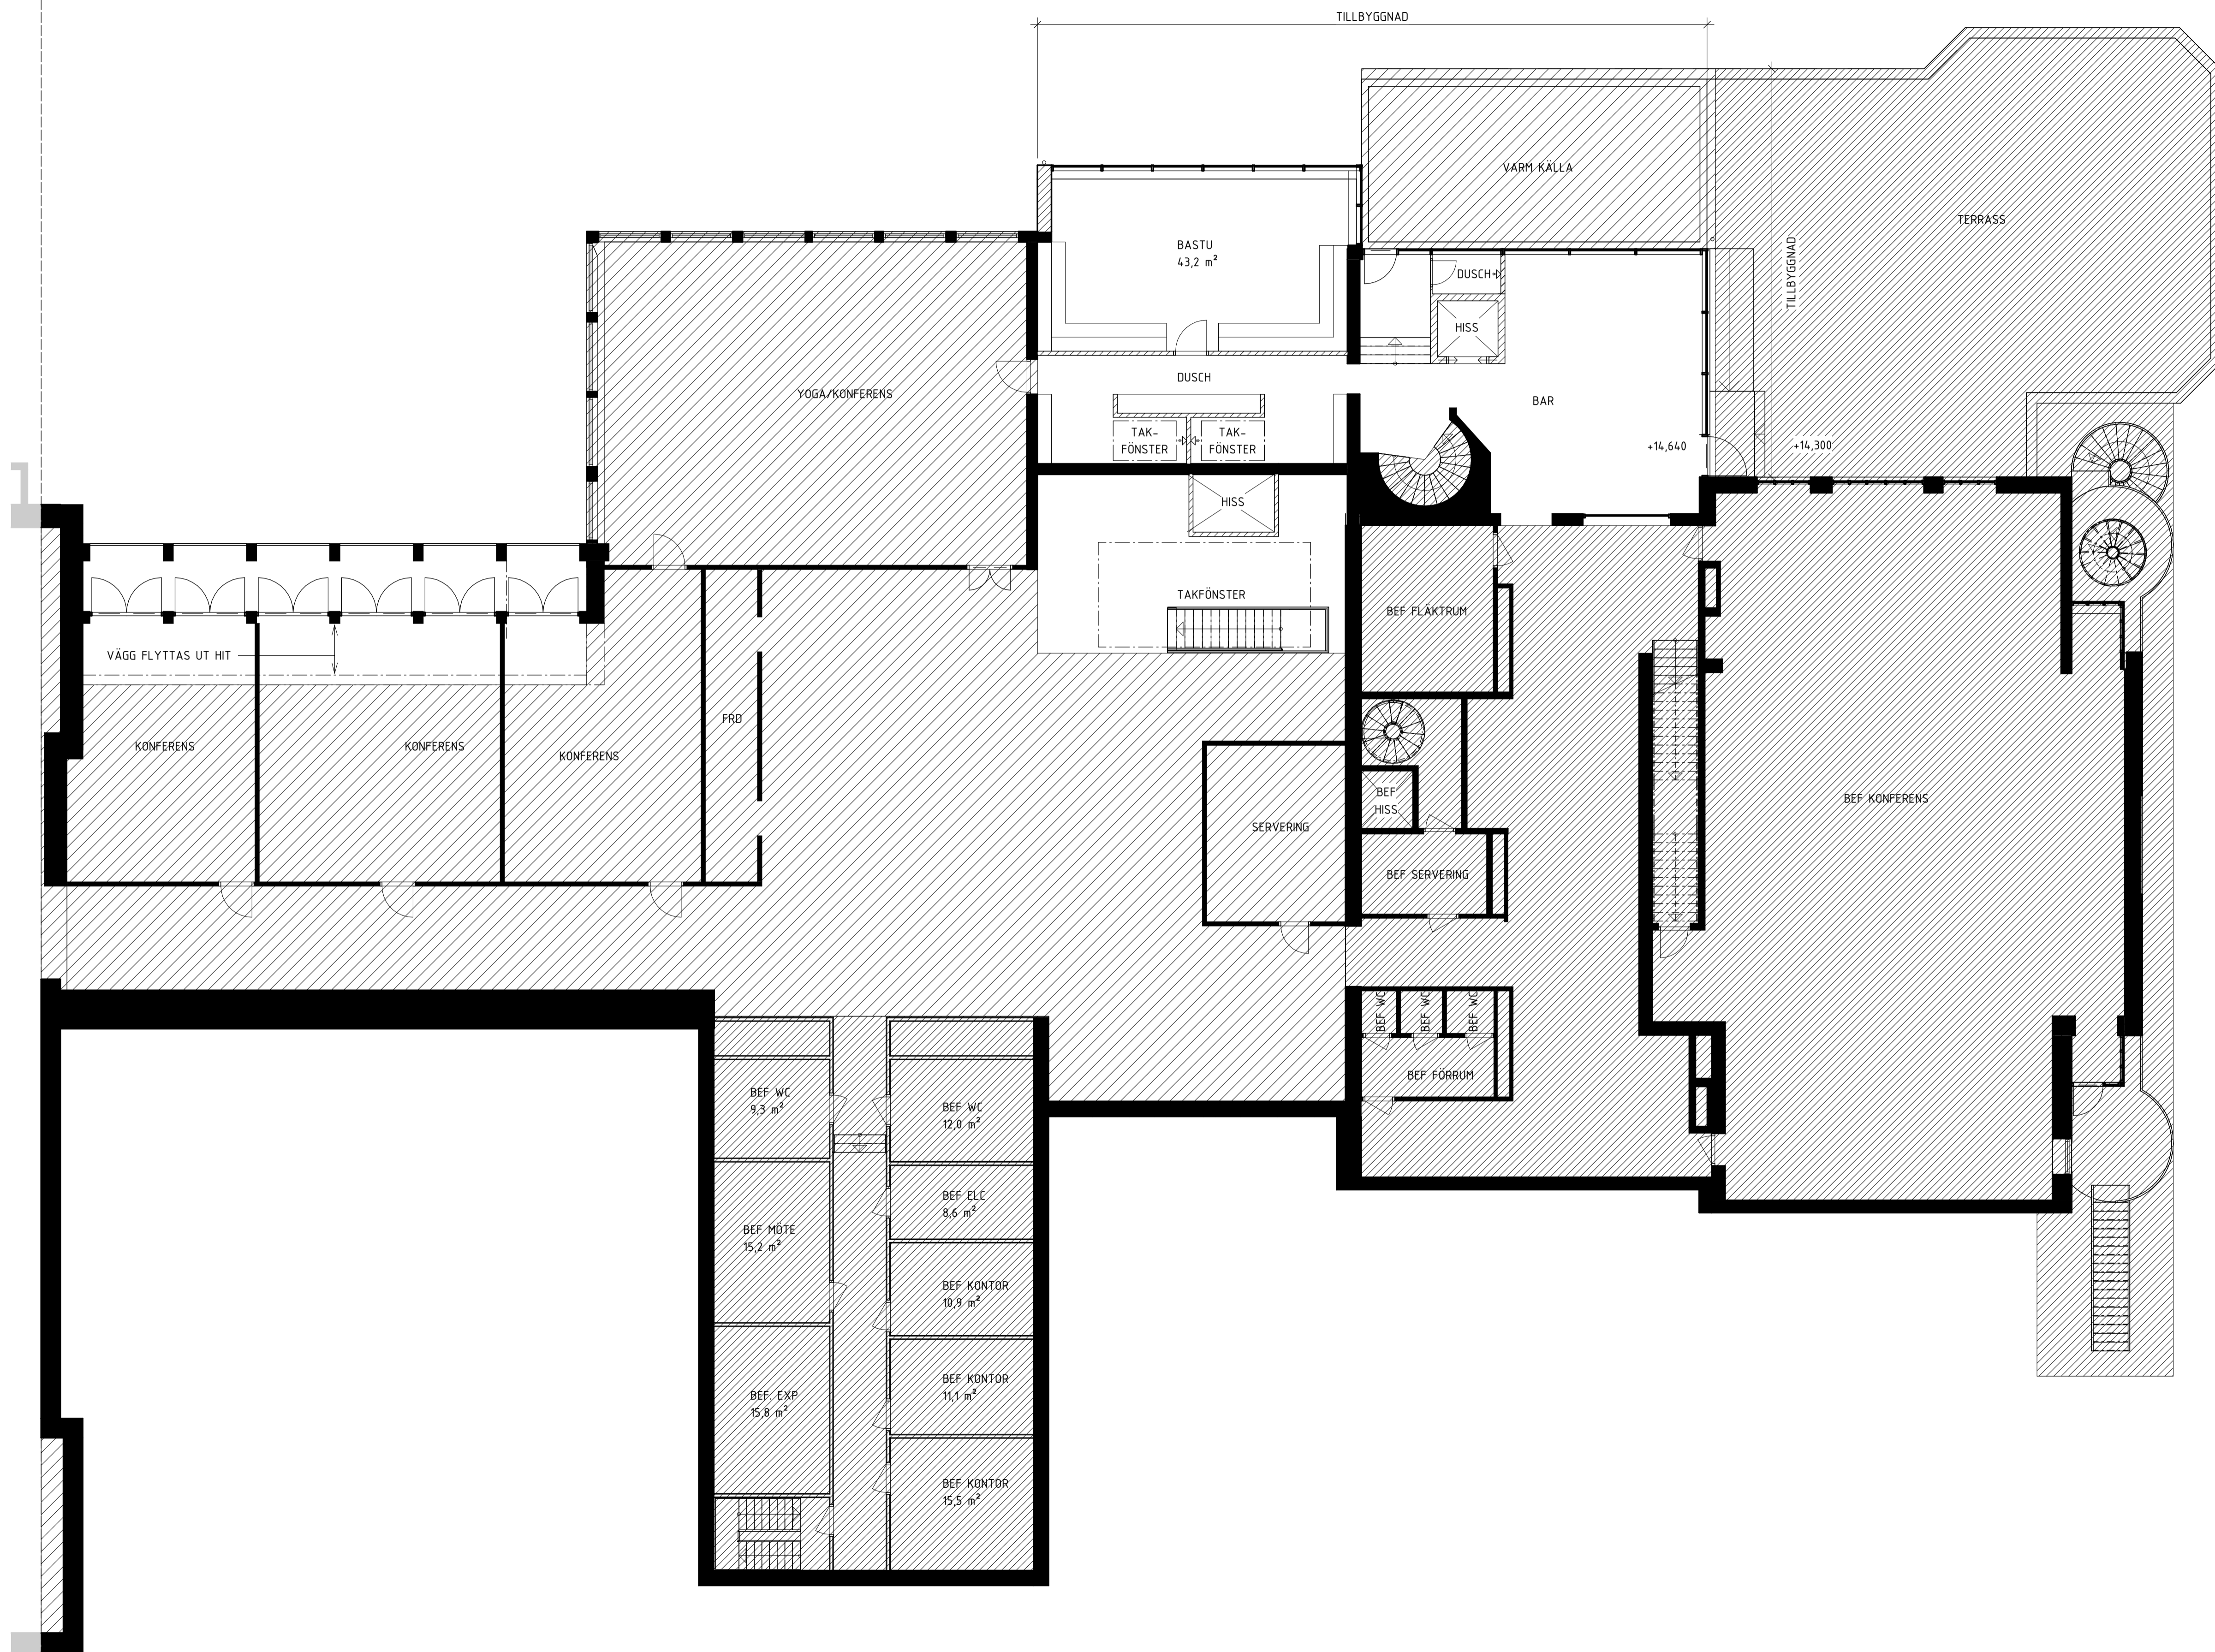 TILLBYGGNAD
VARM KÄLLA
TERRASS
TILLBYGGNAD
BASTU
43,2 m²
DUSCH
HISS
DUSCH
YOGA/KONFERENS
BAR
TAK-
FÖNSTER
TAK-
FÖNSTER
+14,640
+14,300
1
HISS
TAKFÖNSTER
BEF FLÄKTRUM
VÄGG FLYTTAS UT HIT
FRD
KONFERENS
KONFERENS
KONFERENS
BEF
HISS
BEF KONFERENS
SERVERING
BEF SERVERING
BEF WC
BEF WC
BEF WC
BEF FÖRRUM
BEF WC
9,3 m²
BEF WC
12,0 m²
BEF ELC
8,6 m²
BEF MÖTE
15,2 m²
BEF KONTOR
10,9 m²
BEF KONTOR
11,1 m²
BEF. EXP
15,8 m²
BEF KONTOR
15,5 m²